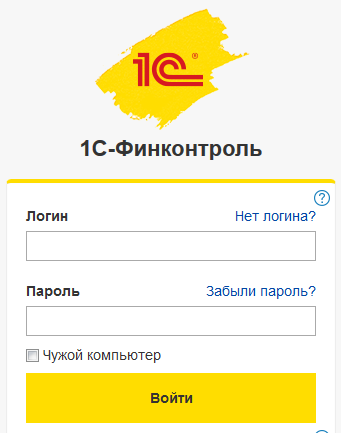 1С®
1С-Финконтроль
?
Логин Нет логина?
Пароль Забыли пароль?
Чужой компьютер
Войти